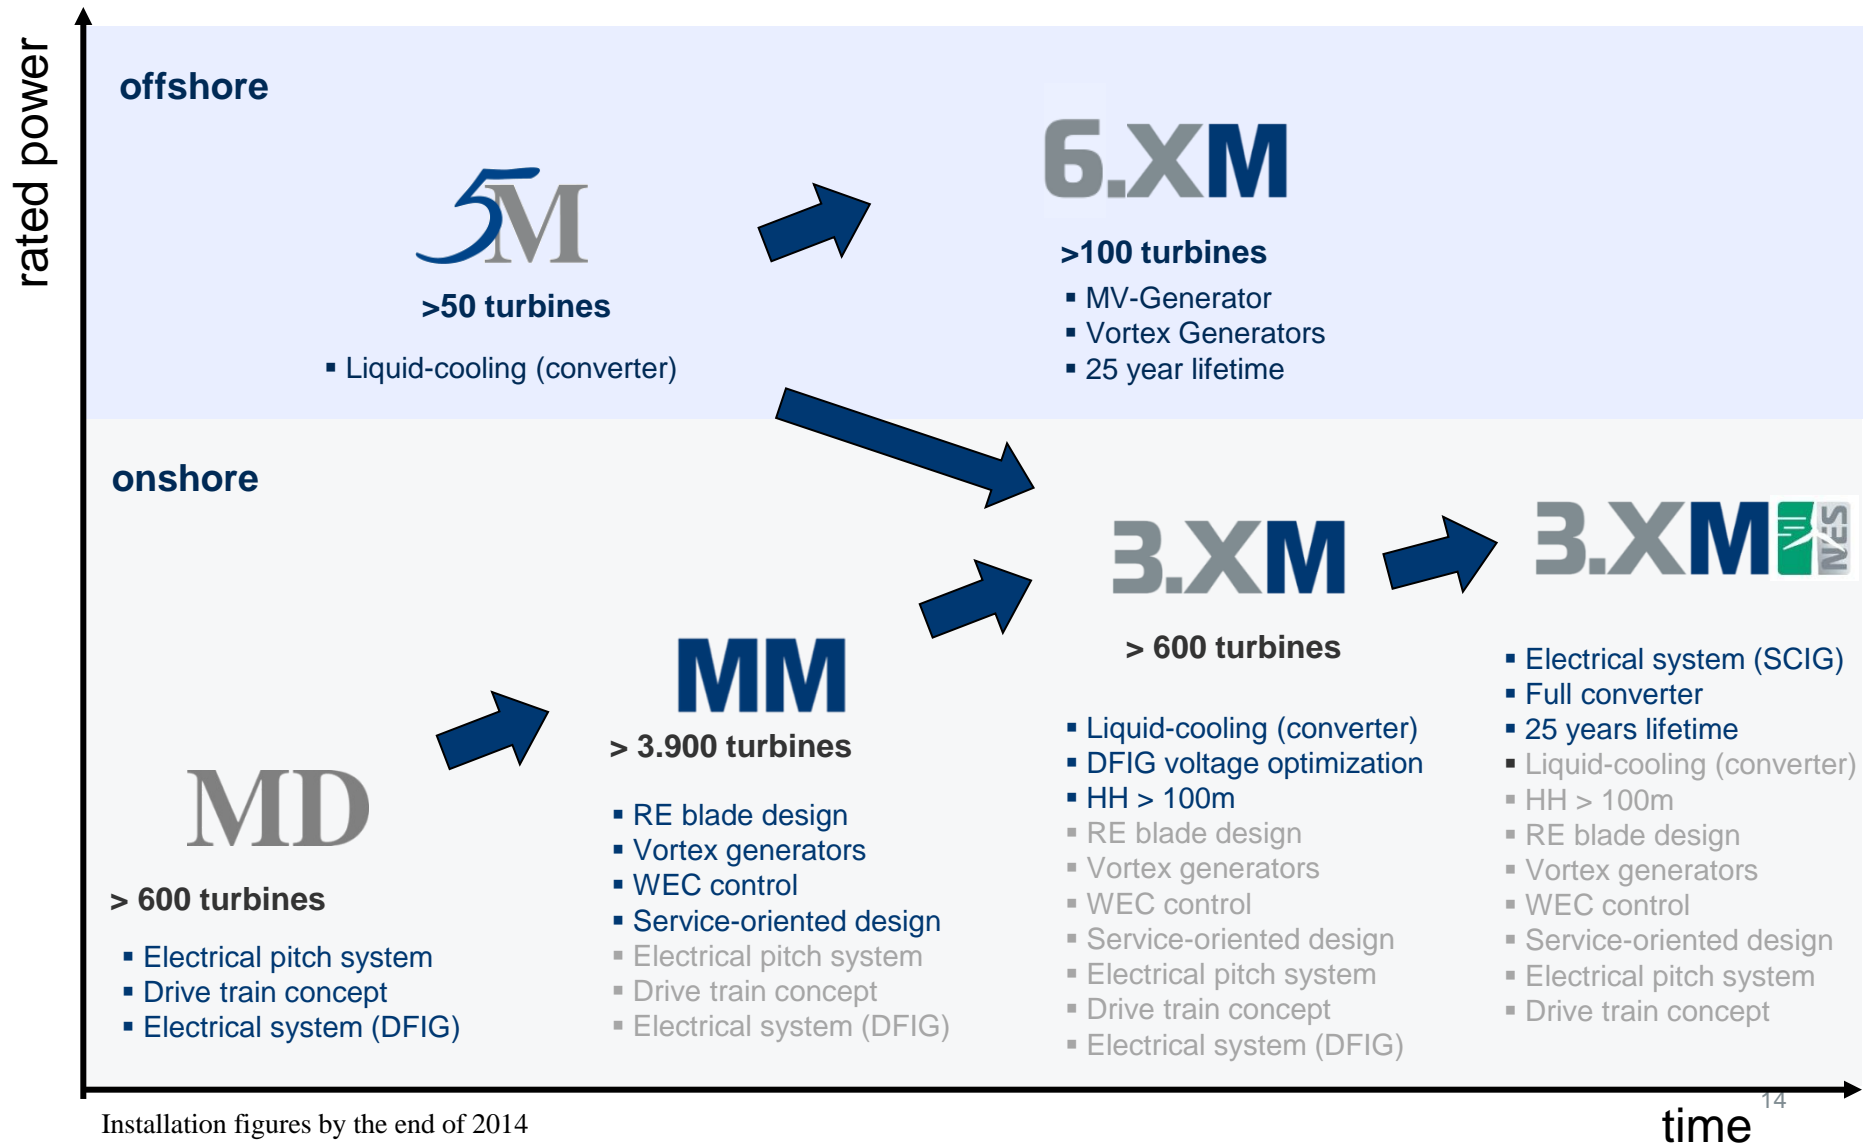 rated power
offshore
5M
>50 turbines
▪ Liquid-cooling (converter)
6.XM
>100 turbines
▪ MV-Generator
▪ Vortex Generators
▪ 25 year lifetime
onshore
MD
> 600 turbines
▪ Electrical pitch system
▪ Drive train concept
▪ Electrical system (DFIG)
MM
> 3.900 turbines
▪ RE blade design
▪ Vortex generators
▪ WEC control
▪ Service-oriented design
▪ Electrical pitch system
▪ Drive train concept
▪ Electrical system (DFIG)
3.XM
> 600 turbines
▪ Liquid-cooling (converter)
▪ DFIG voltage optimization
▪ HH > 100m
▪ RE blade design
▪ Vortex generators
▪ WEC control
▪ Service-oriented design
▪ Electrical pitch system
▪ Drive train concept
▪ Electrical system (DFIG)
3.XM NES
▪ Electrical system (SCIG)
▪ Full converter
▪ 25 years lifetime
▪ Liquid-cooling (converter)
▪ HH > 100m
▪ RE blade design
▪ Vortex generators
▪ WEC control
▪ Service-oriented design
▪ Electrical pitch system
▪ Drive train concept
Installation figures by the end of 2014
time
14